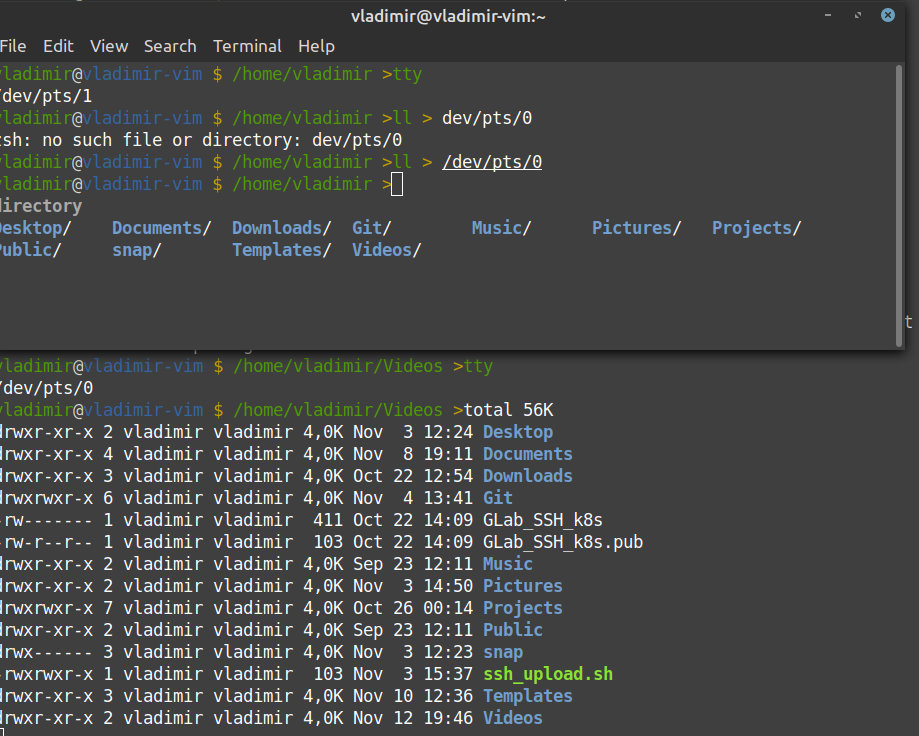 vladimir@vladimir-vim:~
File Edit View Search Terminal Help
vladimir@vladimir-vim $ /home/vladimir >tty
/dev/pts/1
vladimir@vladimir-vim $ /home/vladimir >ll > dev/pts/0
zsh: no such file or directory: dev/pts/0
vladimir@vladimir-vim $ /home/vladimir >ll > /dev/pts/0
vladimir@vladimir-vim $ /home/vladimir >
directory
Desktop/ Documents/ Downloads/ Git/ Music/ Pictures/ Projects/
Public/ snap/ Templates/ Videos/
t
vladimir@vladimir-vim $ /home/vladimir/Videos >tty
/dev/pts/0
vladimir@vladimir-vim $ /home/vladimir/Videos >total 56K
drwxr-xr-x 2 vladimir vladimir 4,0K Nov  3 12:24 Desktop
drwxr-xr-x 4 vladimir vladimir 4,0K Nov  8 19:11 Documents
drwxr-xr-x 3 vladimir vladimir 4,0K Oct 22 12:54 Downloads
drwxrwxr-x 6 vladimir vladimir 4,0K Nov  4 13:41 Git
-rw------- 1 vladimir vladimir  411 Oct 22 14:09 GLab_SSH_k8s
-rw-r--r-- 1 vladimir vladimir  103 Oct 22 14:09 GLab_SSH_k8s.pub
drwxr-xr-x 2 vladimir vladimir 4,0K Sep 23 12:11 Music
drwxr-xr-x 2 vladimir vladimir 4,0K Nov  3 14:50 Pictures
drwxrwxr-x 7 vladimir vladimir 4,0K Oct 26 00:14 Projects
drwxr-xr-x 2 vladimir vladimir 4,0K Sep 23 12:11 Public
drwx------ 3 vladimir vladimir 4,0K Nov  3 12:23 snap
-rwxrwxr-x 1 vladimir vladimir  103 Nov  3 15:37 ssh_upload.sh
drwxr-xr-x 3 vladimir vladimir 4,0K Nov 10 12:36 Templates
drwxr-xr-x 2 vladimir vladimir 4,0K Nov 12 19:46 Videos